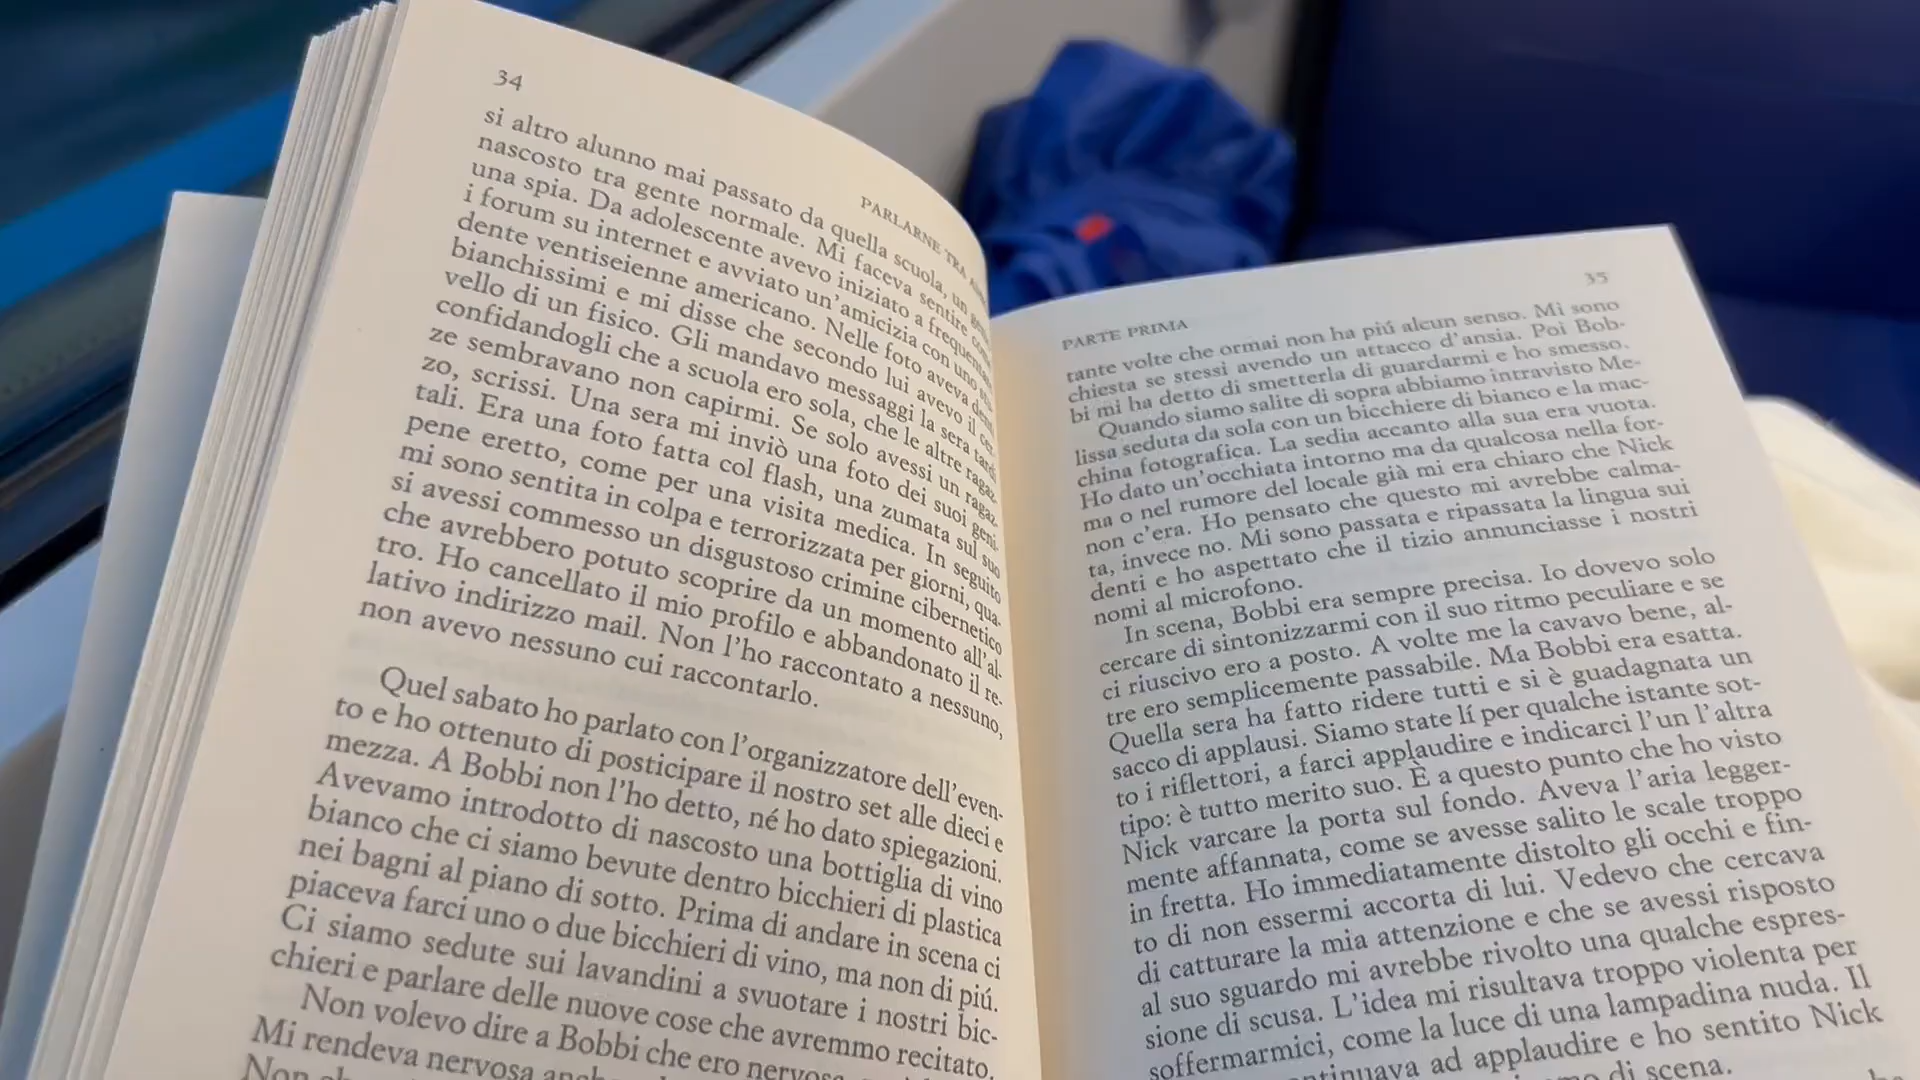 34
PARLARNE TRA
si altro alunno mai passato da quella scuola, un
nascosto tra gente normale. Mi faceva sentire come
una spia. Da adolescente avevo iniziato a frequentare
i forum su internet e avviato un'amicizia con uno stu-
dente ventiseienne americano. Nelle foto aveva denti
bianchissimi e mi disse che secondo lui avevo il cer-
vello di un fisico. Gli mandavo messaggi la sera tardi
confidandogli che a scuola ero sola, che le altre ragaz-
ze sembravano non capirmi. Se solo avessi un ragaz-
zo, scrissi. Una sera mi inviò una foto dei suoi geni-
tali. Era una foto fatta col flash, una zumata sul suo
pene eretto, come per una visita medica. In seguito
mi sono sentita in colpa e terrorizzata per giorni, qua-
si avessi commesso un disgustoso crimine cibernetico
che avrebbero potuto scoprire da un momento all'al-
tro. Ho cancellato il mio profilo e abbandonato il re-
lativo indirizzo mail. Non l'ho raccontato a nessuno,
non avevo nessuno cui raccontarlo.
Quel sabato ho parlato con l'organizzatore dell'even-
to e ho ottenuto di posticipare il nostro set alle dieci e
mezza. A Bobbi non l'ho detto, né ho dato spiegazioni.
Avevamo introdotto di nascosto una bottiglia di vino
bianco che ci siamo bevute dentro bicchieri di plastica
nei bagni al piano di sotto. Prima di andare in scena ci
piaceva farci uno o due bicchieri di vino, ma non di piú.
Ci siamo sedute sui lavandini a svuotare i nostri bic-
chieri e parlare delle nuove cose che avremmo recitato.
Non volevo dire a Bobbi che ero nervosa,
Mi rendeva nervosa
Non
35
PARTE PRIMA
tante volte che ormai non ha piú alcun senso. Mi sono
chiesta se stessi avendo un attacco d'ansia. Poi Bob-
bi mi ha detto di smetterla di guardarmi e ho smesso.
Quando siamo salite di sopra abbiamo intravisto Me-
lissa seduta da sola con un bicchiere di bianco e la mac-
china fotografica. La sedia accanto alla sua era vuota.
Ho dato un'occhiata intorno ma da qualcosa nella for-
ma o nel rumore del locale già mi era chiaro che Nick
non c'era. Ho pensato che questo mi avrebbe calma-
ta, invece no. Mi sono passata e ripassata la lingua sui
denti e ho aspettato che il tizio annunciasse i nostri
nomi al microfono.
In scena, Bobbi era sempre precisa. Io dovevo solo
cercare di sintonizzarmi con il suo ritmo peculiare e se
ci riuscivo ero a posto. A volte me la cavavo bene, al-
tre ero semplicemente passabile. Ma Bobbi era esatta.
Quella sera ha fatto ridere tutti e si è guadagnata un
sacco di applausi. Siamo state lí per qualche istante sot-
to i riflettori, a farci applaudire e indicarci l'un l'altra
tipo: è tutto merito suo. È a questo punto che ho visto
Nick varcare la porta sul fondo. Aveva l'aria legger-
mente affannata, come se avesse salito le scale troppo
in fretta. Ho immediatamente distolto gli occhi e fin-
to di non essermi accorta di lui. Vedevo che cercava
di catturare la mia attenzione e che se avessi risposto
al suo sguardo mi avrebbe rivolto una qualche espres-
sione di scusa. L'idea mi risultava troppo violenta per
soffermarmici, come la luce di una lampadina nuda. Il
ad applaudire e ho sentito Nick
di scena.